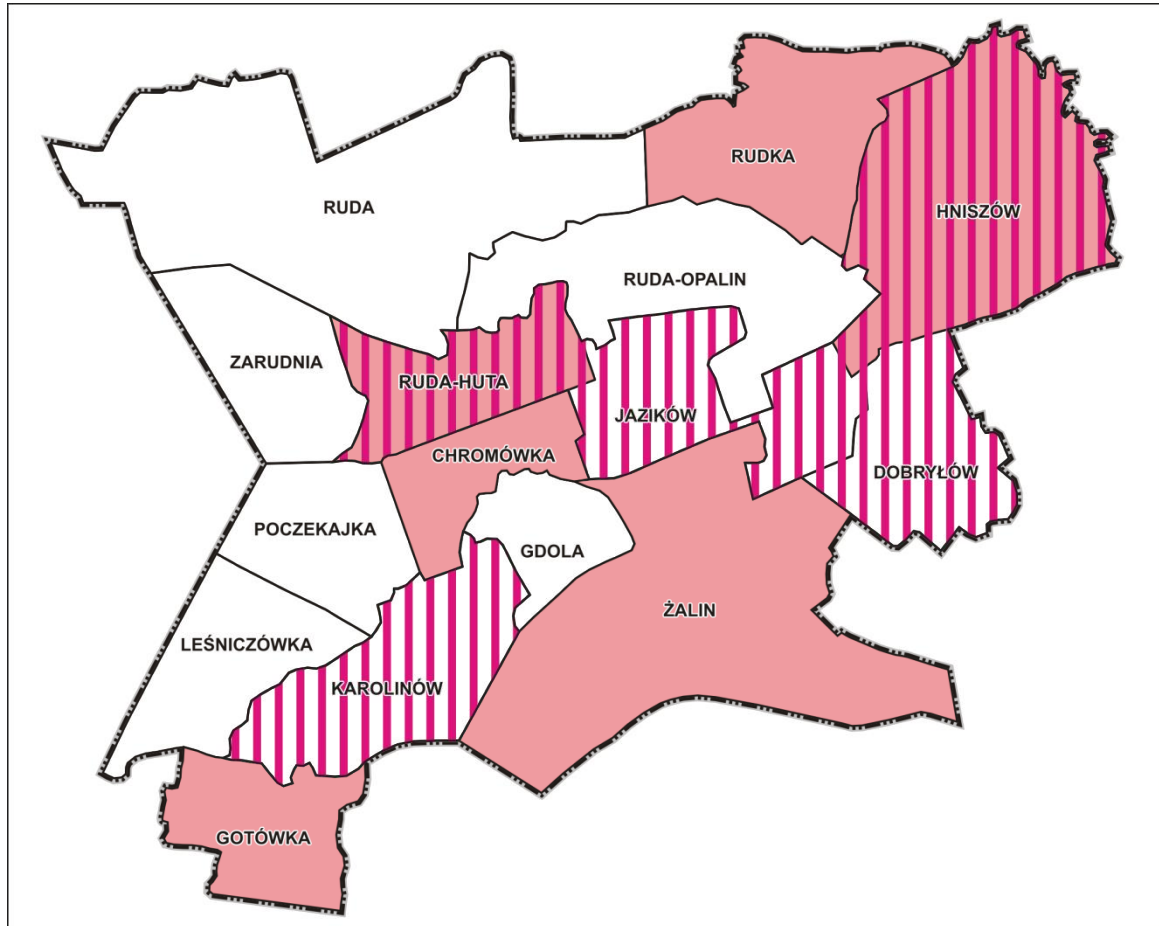 RUDKA
RUDA
HNISZÓW
RUDA-OPALIN
ZARUDNIA
RUDA-HUTA
JAZIKÓW
CHROMÓWKA
DOBRYŁÓW
POCZEKAJKA
GDOLA
ŻALIN
LEŚNICZÓWKA
KAROLINÓW
GOTÓWKA